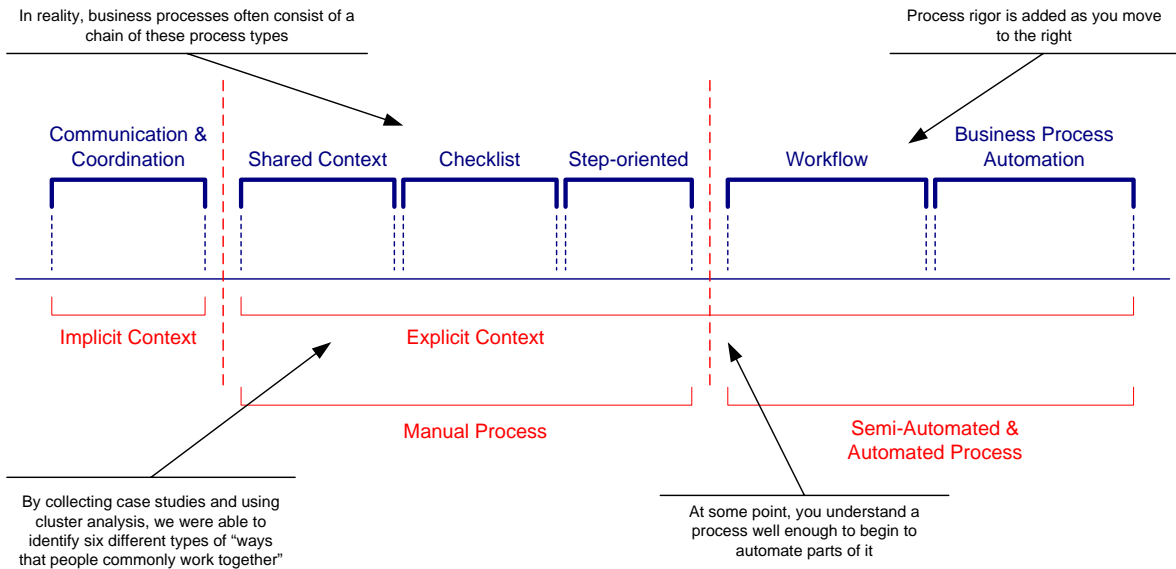 In reality, business processes often consist of a
chain of these process types
Process rigor is added as you move
to the right
Communication &
Coordination
Shared Context
Checklist
Step-oriented
Workflow
Business Process
Automation
Implicit Context
Explicit Context
Manual Process
Semi-Automated &
Automated Process
By collecting case studies and using
cluster analysis, we were able to
identify six different types of “ways
that people commonly work together”
At some point, you understand a
process well enough to begin to
automate parts of it